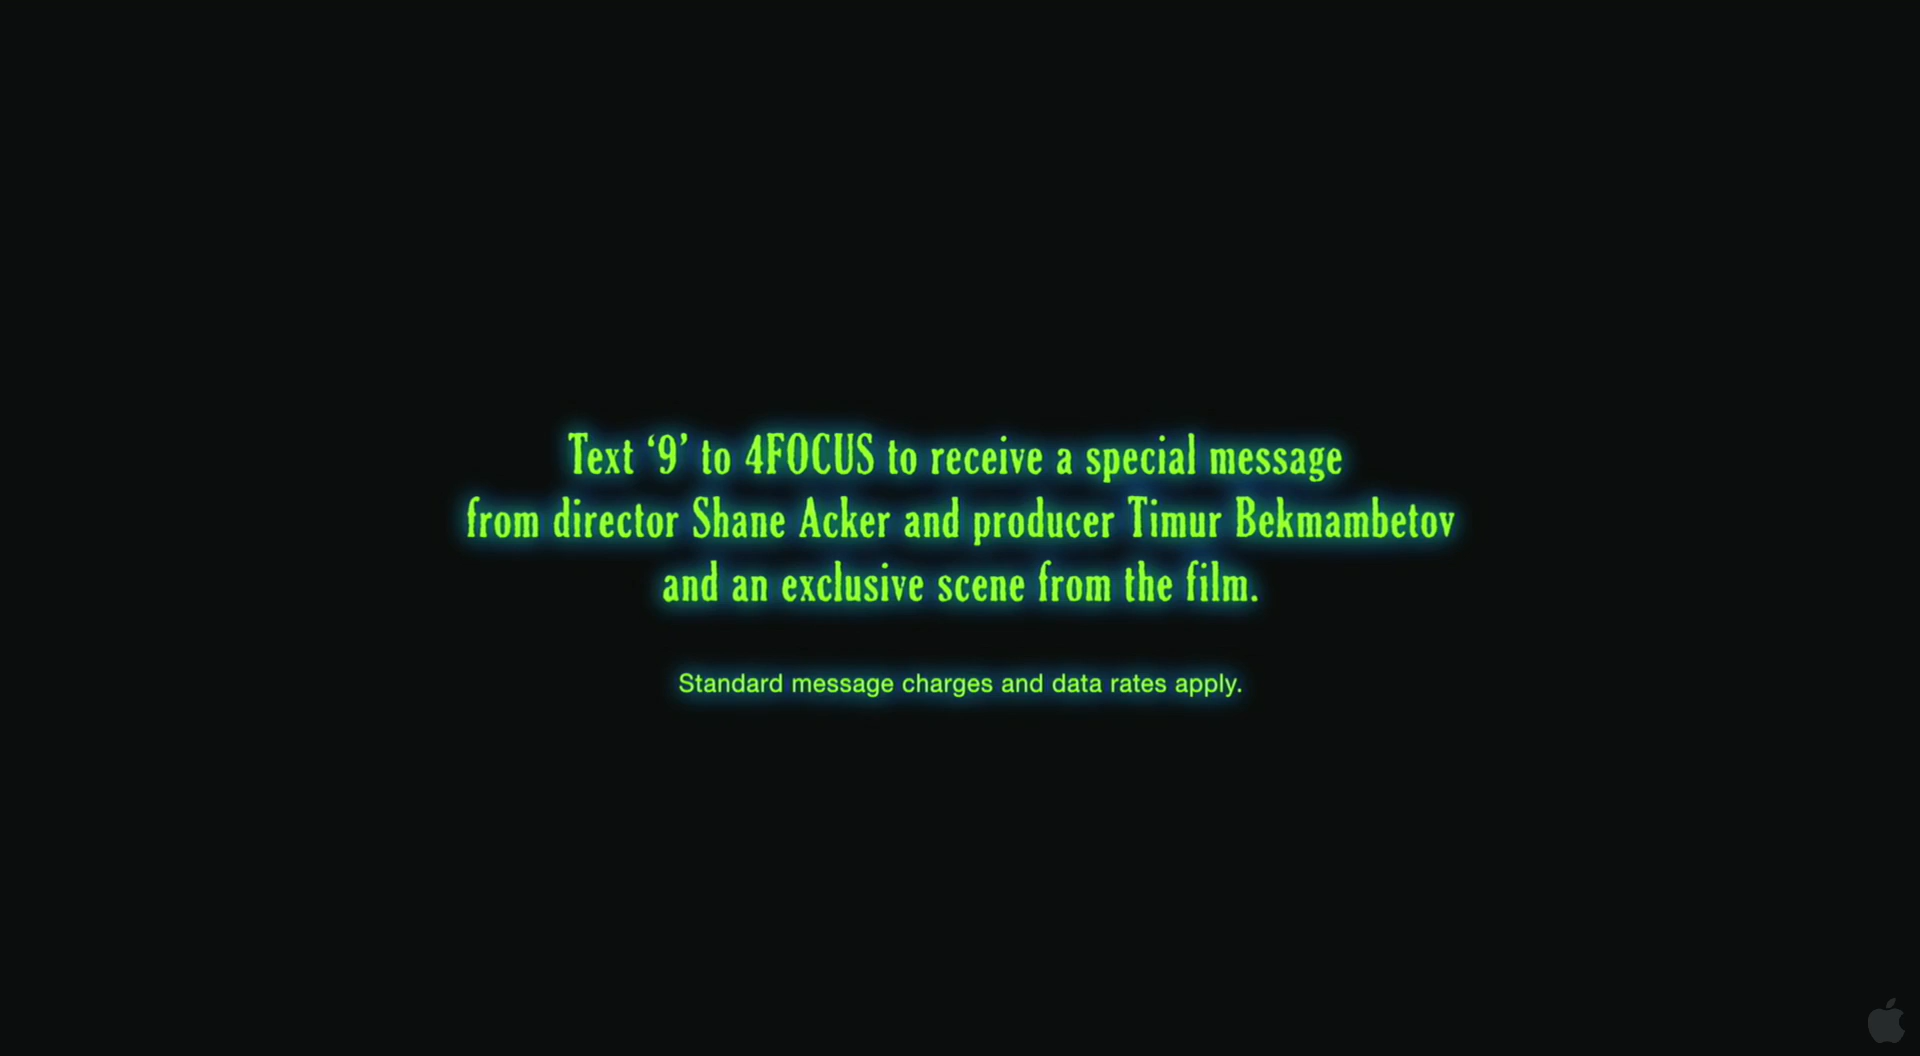 Text ‘9’ to 4FOCUS to receive a special message
from director Shane Acker and producer Timur Bekmambetov
and an exclusive scene from the film.
Standard message charges and data rates apply.